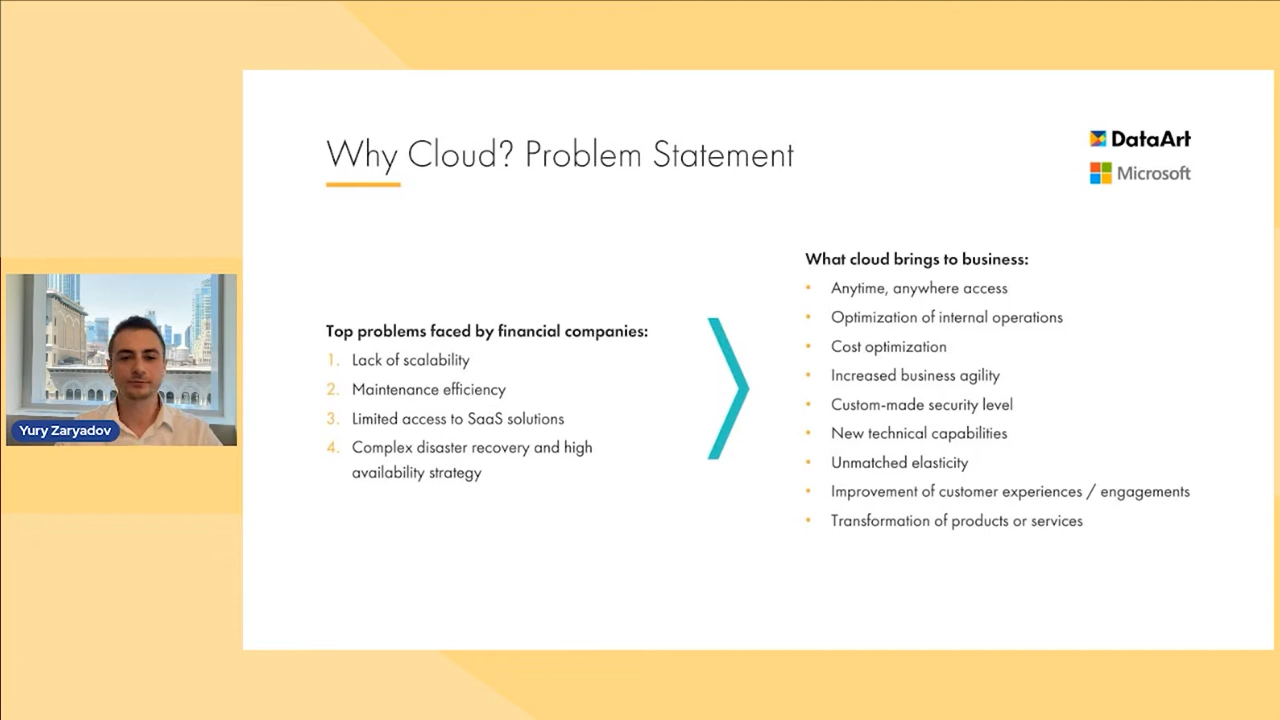 Why Cloud? Problem Statement
DataArt
Microsoft
Top problems faced by financial companies:
1. Lack of scalability
2. Maintenance efficiency
3. Limited access to SaaS solutions
4. Complex disaster recovery and high
availability strategy
What cloud brings to business:
• Anytime, anywhere access
• Optimization of internal operations
• Cost optimization
• Increased business agility
• Custom-made security level
• New technical capabilities
• Unmatched elasticity
• Improvement of customer experiences / engagements
• Transformation of products or services
Yury Zaryadov